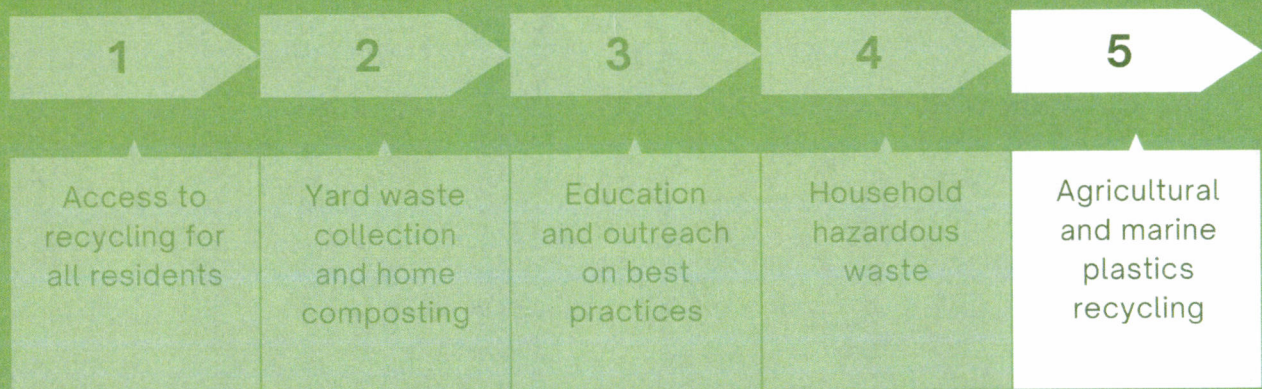 1
2
3
4
5
Access to
recycling for
all residents
Yard waste
collection
and home
composting
Education
and outreach
on best
practices
Household
hazardous
waste
Agricultural
and marine
plastics
recycling